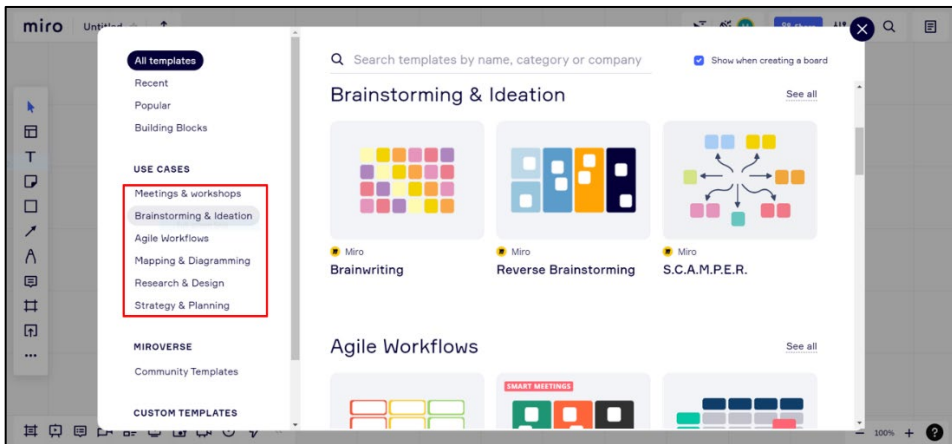 miro
All templates
Recent
Popular
Building Blocks
USE CASES
Meetings & workshops
Brainstorming & Ideation
Agile Workflows
Mapping & Diagramming
Research & Design
Strategy & Planning
MIROVERSE
Community Templates
CUSTOM TEMPLATES
Search templates by name, category or company
Show when creating a board
Brainstorming & Ideation
See all
Miro
Brainwriting
Miro
Reverse Brainstorming
Miro
S.C.A.M.P.E.R.
Agile Workflows
See all
SMART MEETINGS
100%